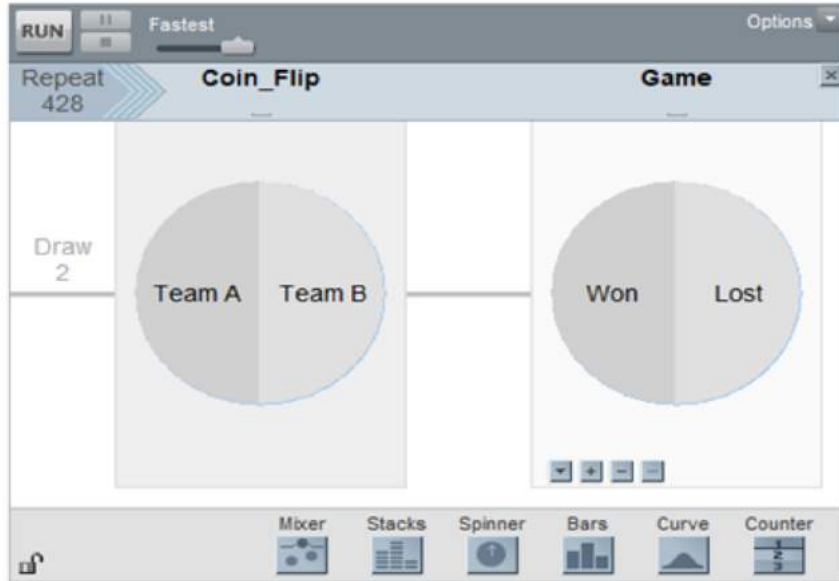 RUN
Fastest
Options
Repeat
428
Coin_Flip
Game
Draw
2
Team A
Team B
Won
Lost
Mixer
Stacks
Spinner
Bars
Curve
Counter
1
2
3